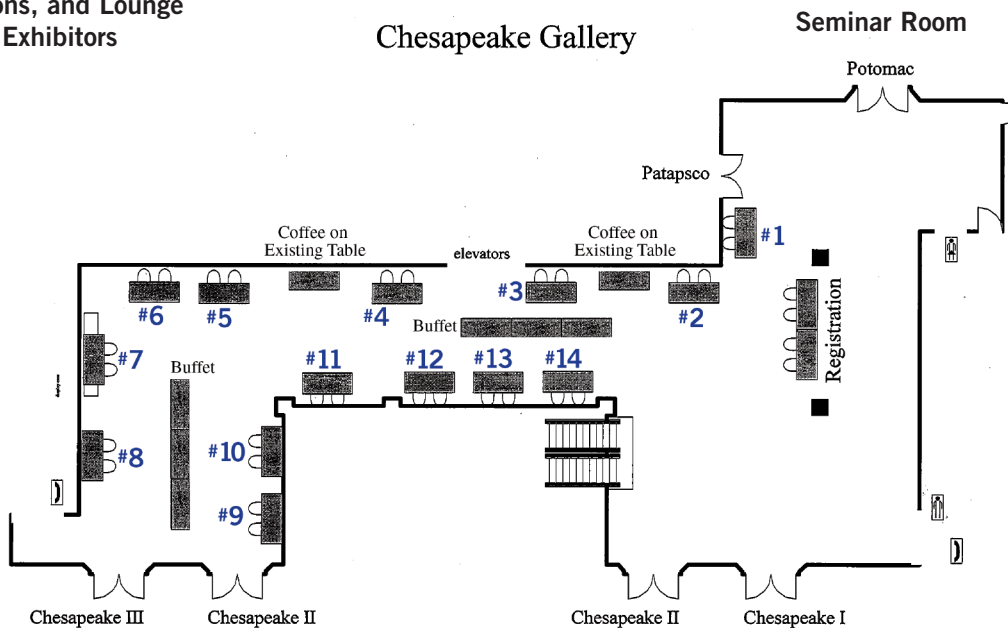 ons, and Lounge
Exhibitors
Chesapeake Gallery
Seminar Room
Potomac
Patapsco
#1
Coffee on
Existing Table
elevators
Coffee on
Existing Table
#6
#5
#4
#3
#2
Registration
Buffet
#7
Buffet
#11
#12
#13
#14
#8
#10
#9
Chesapeake III
Chesapeake II
Chesapeake II
Chesapeake I